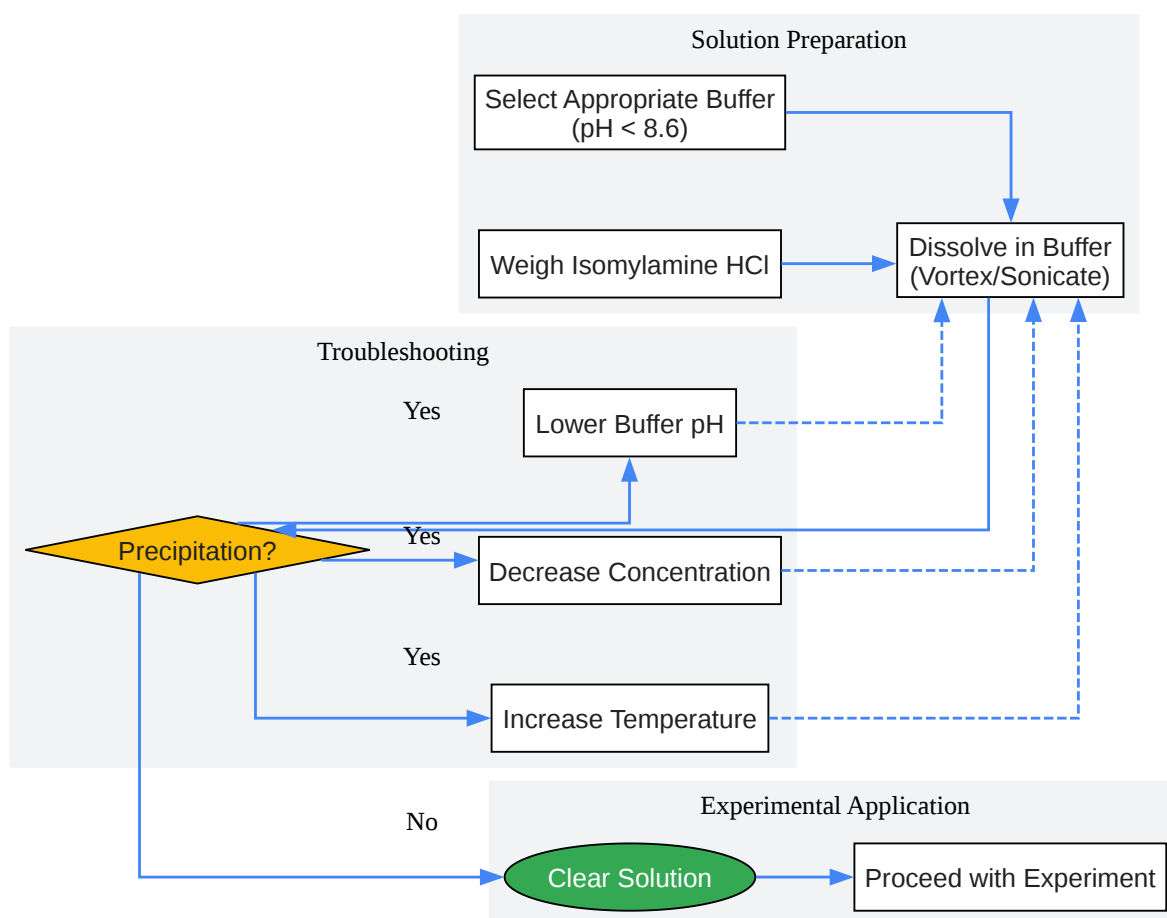 Solution Preparation
Select Appropriate Buffer
(pH < 8.6)
Weigh Isomylamine HCl
Dissolve in Buffer
(Vortex/Sonicate)
Troubleshooting
Yes
Lower Buffer pH
Precipitation?
Yes
Decrease Concentration
Yes
Increase Temperature
No
Experimental Application
Clear Solution
Proceed with Experiment